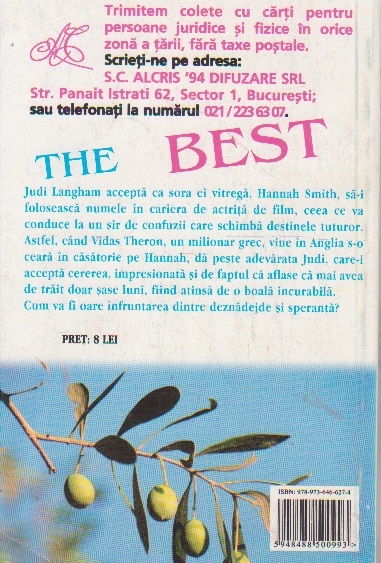 Trimitem colete cu cărți pentru
persoane juridice și fizice în orice
zonă a țării, fără taxe poștale.
Scrieți-ne pe adresa:
S.C. ALCRIS '94 DIFUZARE SRL
Str. Panait Istrati 62, Sector 1, București;
sau telefonați la numărul 021/223 63 07.
THE BEST
Judi Langham acceptă ca sora ei vitregă, Hannah Smith, să-i
folosească numele în cariera de actriță de film, ceea ce va
conduce la un șir de confuzii care schimbă destinele tuturor.
Astfel, când Vidas Theron, un milionar grec, vine în Anglia s-o
ceară în căsătorie pe Hannah, dă peste adevărata Judi, care-i
acceptă cererea, impresionată și de faptul că aflase că mai avea
de trăit doar șase luni, fiind atinsă de o boală incurabilă.
Cum va fi oare înfruntarea dintre deznădejde și speranță?
PREȚ: 8 LEI
ISBN: 978-973-646-627-4
5948488500993>